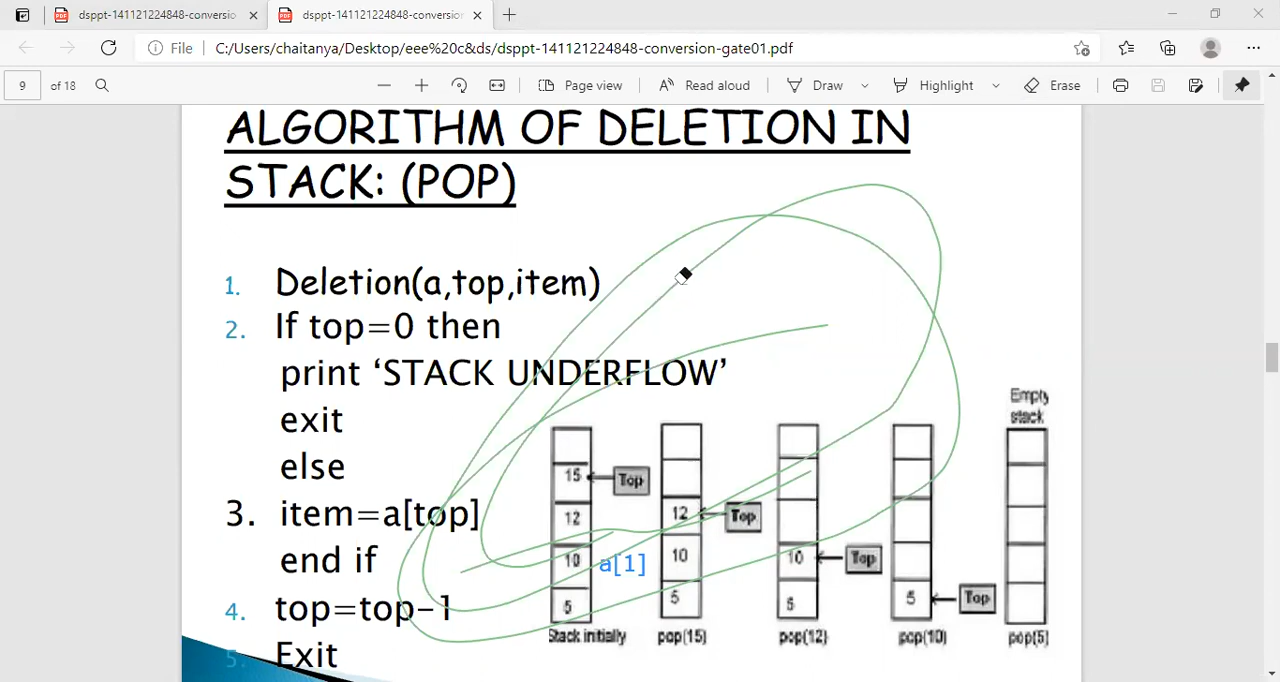 dsppt-141121224848-conversio
dsppt-141121224848-conversion
File
C:/Users/chaitanya/Desktop/eee%20c&ds/dsppt-141121224848-conversion-gate01.pdf
9 of 18
Page view
Read aloud
Draw
Highlight
Erase
ALGORITHM OF DELETION IN
STACK: (POP)
1. Deletion(a,top,item)
2. If top=0 then
print ‘STACK UNDERFLOW’
exit
else
3. item=a[top]
end if
4. top=top-1
5. Exit
Empty
stack
15 Top
12 12 Top
10 a[1] 10 10 Top
5 5 5 5 Top
Stack initially pop(15) pop(12) pop(10) pop(5)